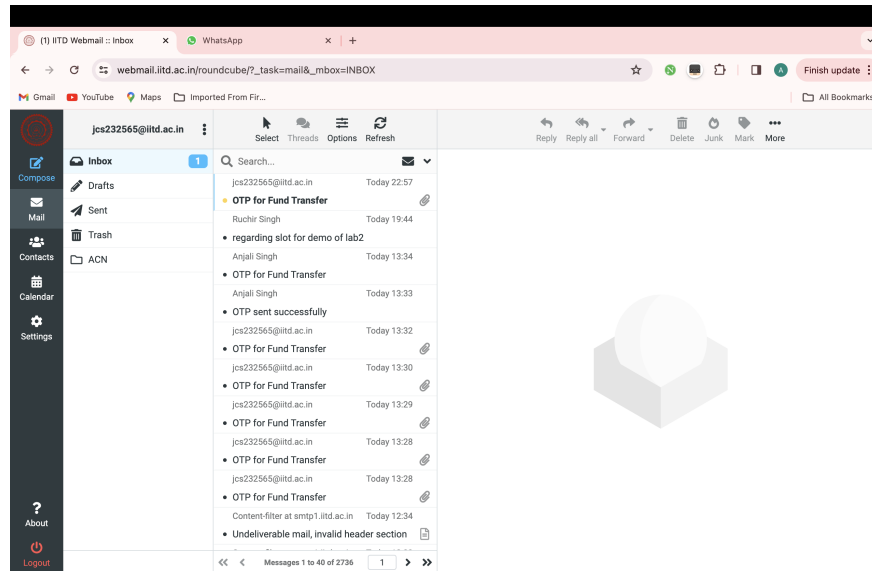 (1) IITD Webmail :: Inbox
WhatsApp
webmail.iitd.ac.in/roundcube/?_task=mail&_mbox=INBOX
A
Finish update
Gmail
YouTube
Maps
Imported From Fir...
All Bookmarks
jcs232565@iitd.ac.in
Select
Threads
Options
Refresh
Reply
Reply all
Forward
Delete
Junk
Mark
More
Compose
Mail
Contacts
Calendar
Settings
About
Logout
Inbox 1
Drafts
Sent
Trash
ACN
Search...
jcs232565@iitd.ac.in Today 22:57
OTP for Fund Transfer
Ruchir Singh Today 19:44
regarding slot for demo of lab2
Anjali Singh Today 13:34
OTP for Fund Transfer
Anjali Singh Today 13:33
OTP sent successfully
jcs232565@iitd.ac.in Today 13:32
OTP for Fund Transfer
jcs232565@iitd.ac.in Today 13:30
OTP for Fund Transfer
jcs232565@iitd.ac.in Today 13:29
OTP for Fund Transfer
jcs232565@iitd.ac.in Today 13:28
OTP for Fund Transfer
jcs232565@iitd.ac.in Today 13:28
OTP for Fund Transfer
Content-filter at smtp1.iitd.ac.in Today 12:34
Undeliverable mail, invalid header section
Messages 1 to 40 of 2736
1